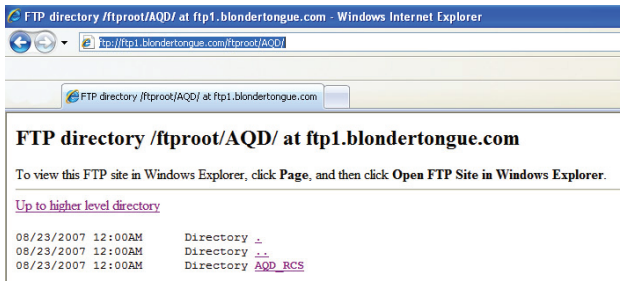 FTP directory /ftproot/AQD/ at ftp1.blondertongue.com - Windows Internet Explorer
ftp://ftp1.blondertongue.com/ftproot/AQD/
FTP directory /ftproot/AQD/ at ftp1.blondertongue.com
FTP directory /ftproot/AQD/ at ftp1.blondertongue.com
To view this FTP site in Windows Explorer, click Page, and then click Open FTP Site in Windows Explorer.
Up to higher level directory
08/23/2007 12:00AM Directory .
08/23/2007 12:00AM Directory ..
08/23/2007 12:00AM Directory AQD_RCS